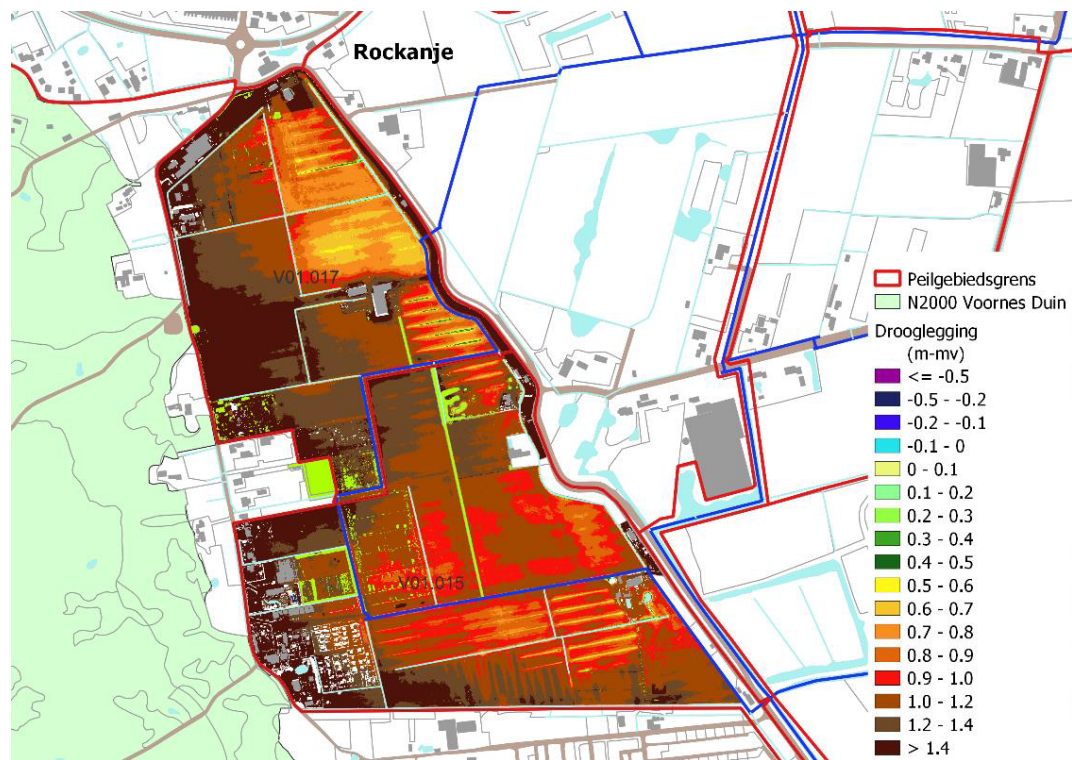 Rockanje
V01.017
V01.015
Peilgebiedsgrens
N2000 Voornes Duin
Drooglegging
(m-mv)
<= -0.5
-0.5 - -0.2
-0.2 - -0.1
-0.1 - 0
0 - 0.1
0.1 - 0.2
0.2 - 0.3
0.3 - 0.4
0.4 - 0.5
0.5 - 0.6
0.6 - 0.7
0.7 - 0.8
0.8 - 0.9
0.9 - 1.0
1.0 - 1.2
1.2 - 1.4
> 1.4